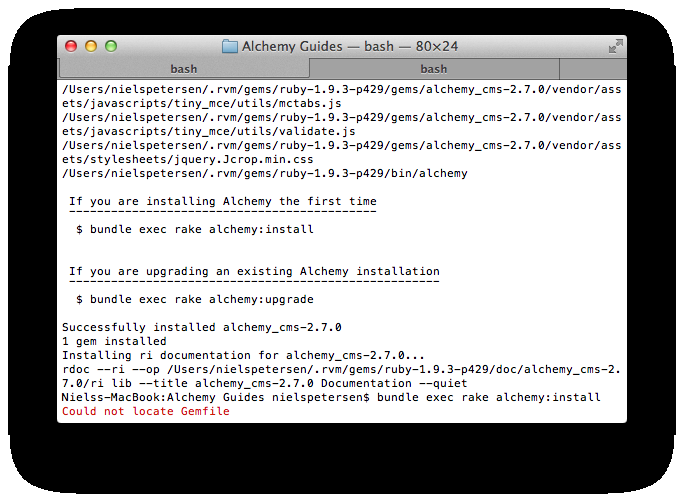 Alchemy Guides — bash — 80×24
bash bash
/Users/nielspetersen/.rvm/gems/ruby-1.9.3-p429/gems/alchemy_cms-2.7.0/vendor/ass
ets/javascripts/tiny_mce/utils/mctabs.js
/Users/nielspetersen/.rvm/gems/ruby-1.9.3-p429/gems/alchemy_cms-2.7.0/vendor/ass
ets/javascripts/tiny_mce/utils/validate.js
/Users/nielspetersen/.rvm/gems/ruby-1.9.3-p429/gems/alchemy_cms-2.7.0/vendor/ass
ets/stylesheets/jquery.Jcrop.min.css
/Users/nielspetersen/.rvm/gems/ruby-1.9.3-p429/bin/alchemy
If you are installing Alchemy the first time
--------------------------------------------
$ bundle exec rake alchemy:install
If you are upgrading an existing Alchemy installation
-----------------------------------------------------
$ bundle exec rake alchemy:upgrade
Successfully installed alchemy_cms-2.7.0
1 gem installed
Installing ri documentation for alchemy_cms-2.7.0...
rdoc --ri --op /Users/nielspetersen/.rvm/gems/ruby-1.9.3-p429/doc/alchemy_cms-2.
7.0/ri lib --title alchemy_cms-2.7.0 Documentation --quiet
Nielss-MacBook:Alchemy Guides nielspetersen$ bundle exec rake alchemy:install
Could not locate Gemfile